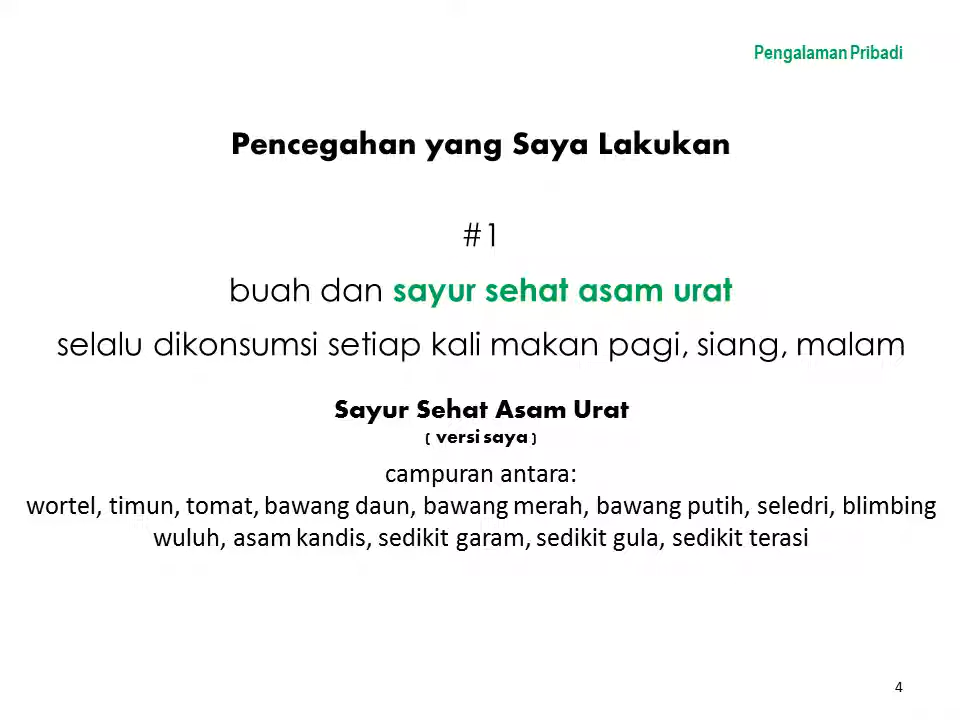 Pengalaman Pribadi
Pencegahan yang Saya Lakukan
#1
buah dan sayur sehat asam urat
selalu dikonsumsi setiap kali makan pagi, siang, malam
Sayur Sehat Asam Urat
( versi saya )
campuran antara:
wortel, timun, tomat, bawang daun, bawang merah, bawang putih, seledri, blimbing
wuluh, asam kandis, sedikit garam, sedikit gula, sedikit terasi
4